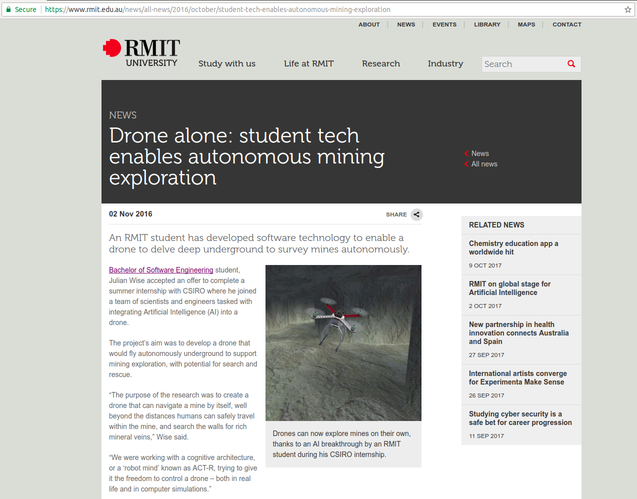 Secure
https://www.rmit.edu.au/news/all-news/2016/october/student-tech-enables-autonomous-mining-exploration
ABOUT
NEWS
EVENTS
LIBRARY
MAPS
CONTACT
RMIT
UNIVERSITY
Study with us
Life at RMIT
Research
Industry
Search
NEWS
Drone alone: student tech
enables autonomous mining
exploration
News
All news
02 Nov 2016
SHARE
An RMIT student has developed software technology to enable a
drone to delve deep underground to survey mines autonomously.
Bachelor of Software Engineering student,
Julian Wise accepted an offer to complete a
summer internship with CSIRO where he joined
a team of scientists and engineers tasked with
integrating Artificial Intelligence (AI) into a
drone.
The project's aim was to develop a drone that
would fly autonomously underground to support
mining exploration, with potential for search and
rescue.
“The purpose of the research was to create a
drone that can navigate a mine by itself, well
beyond the distances humans can safely travel
within the mine, and search the walls for rich
mineral veins,” Wise said.
“We were working with a cognitive architecture,
or a ‘robot mind’ known as ACT-R, trying to give
it the freedom to control a drone – both in real
life and in computer simulations.”
Drones can now explore mines on their own,
thanks to an AI breakthrough by an RMIT
student during his CSIRO internship.
RELATED NEWS
Chemistry education app a
worldwide hit
9 OCT 2017
RMIT on global stage for
Artificial Intelligence
2 OCT 2017
New partnership in health
innovation connects Australia
and Spain
27 SEP 2017
International artists converge
for Experimenta Make Sense
26 SEP 2017
Studying cyber security is a
safe bet for career progression
11 SEP 2017